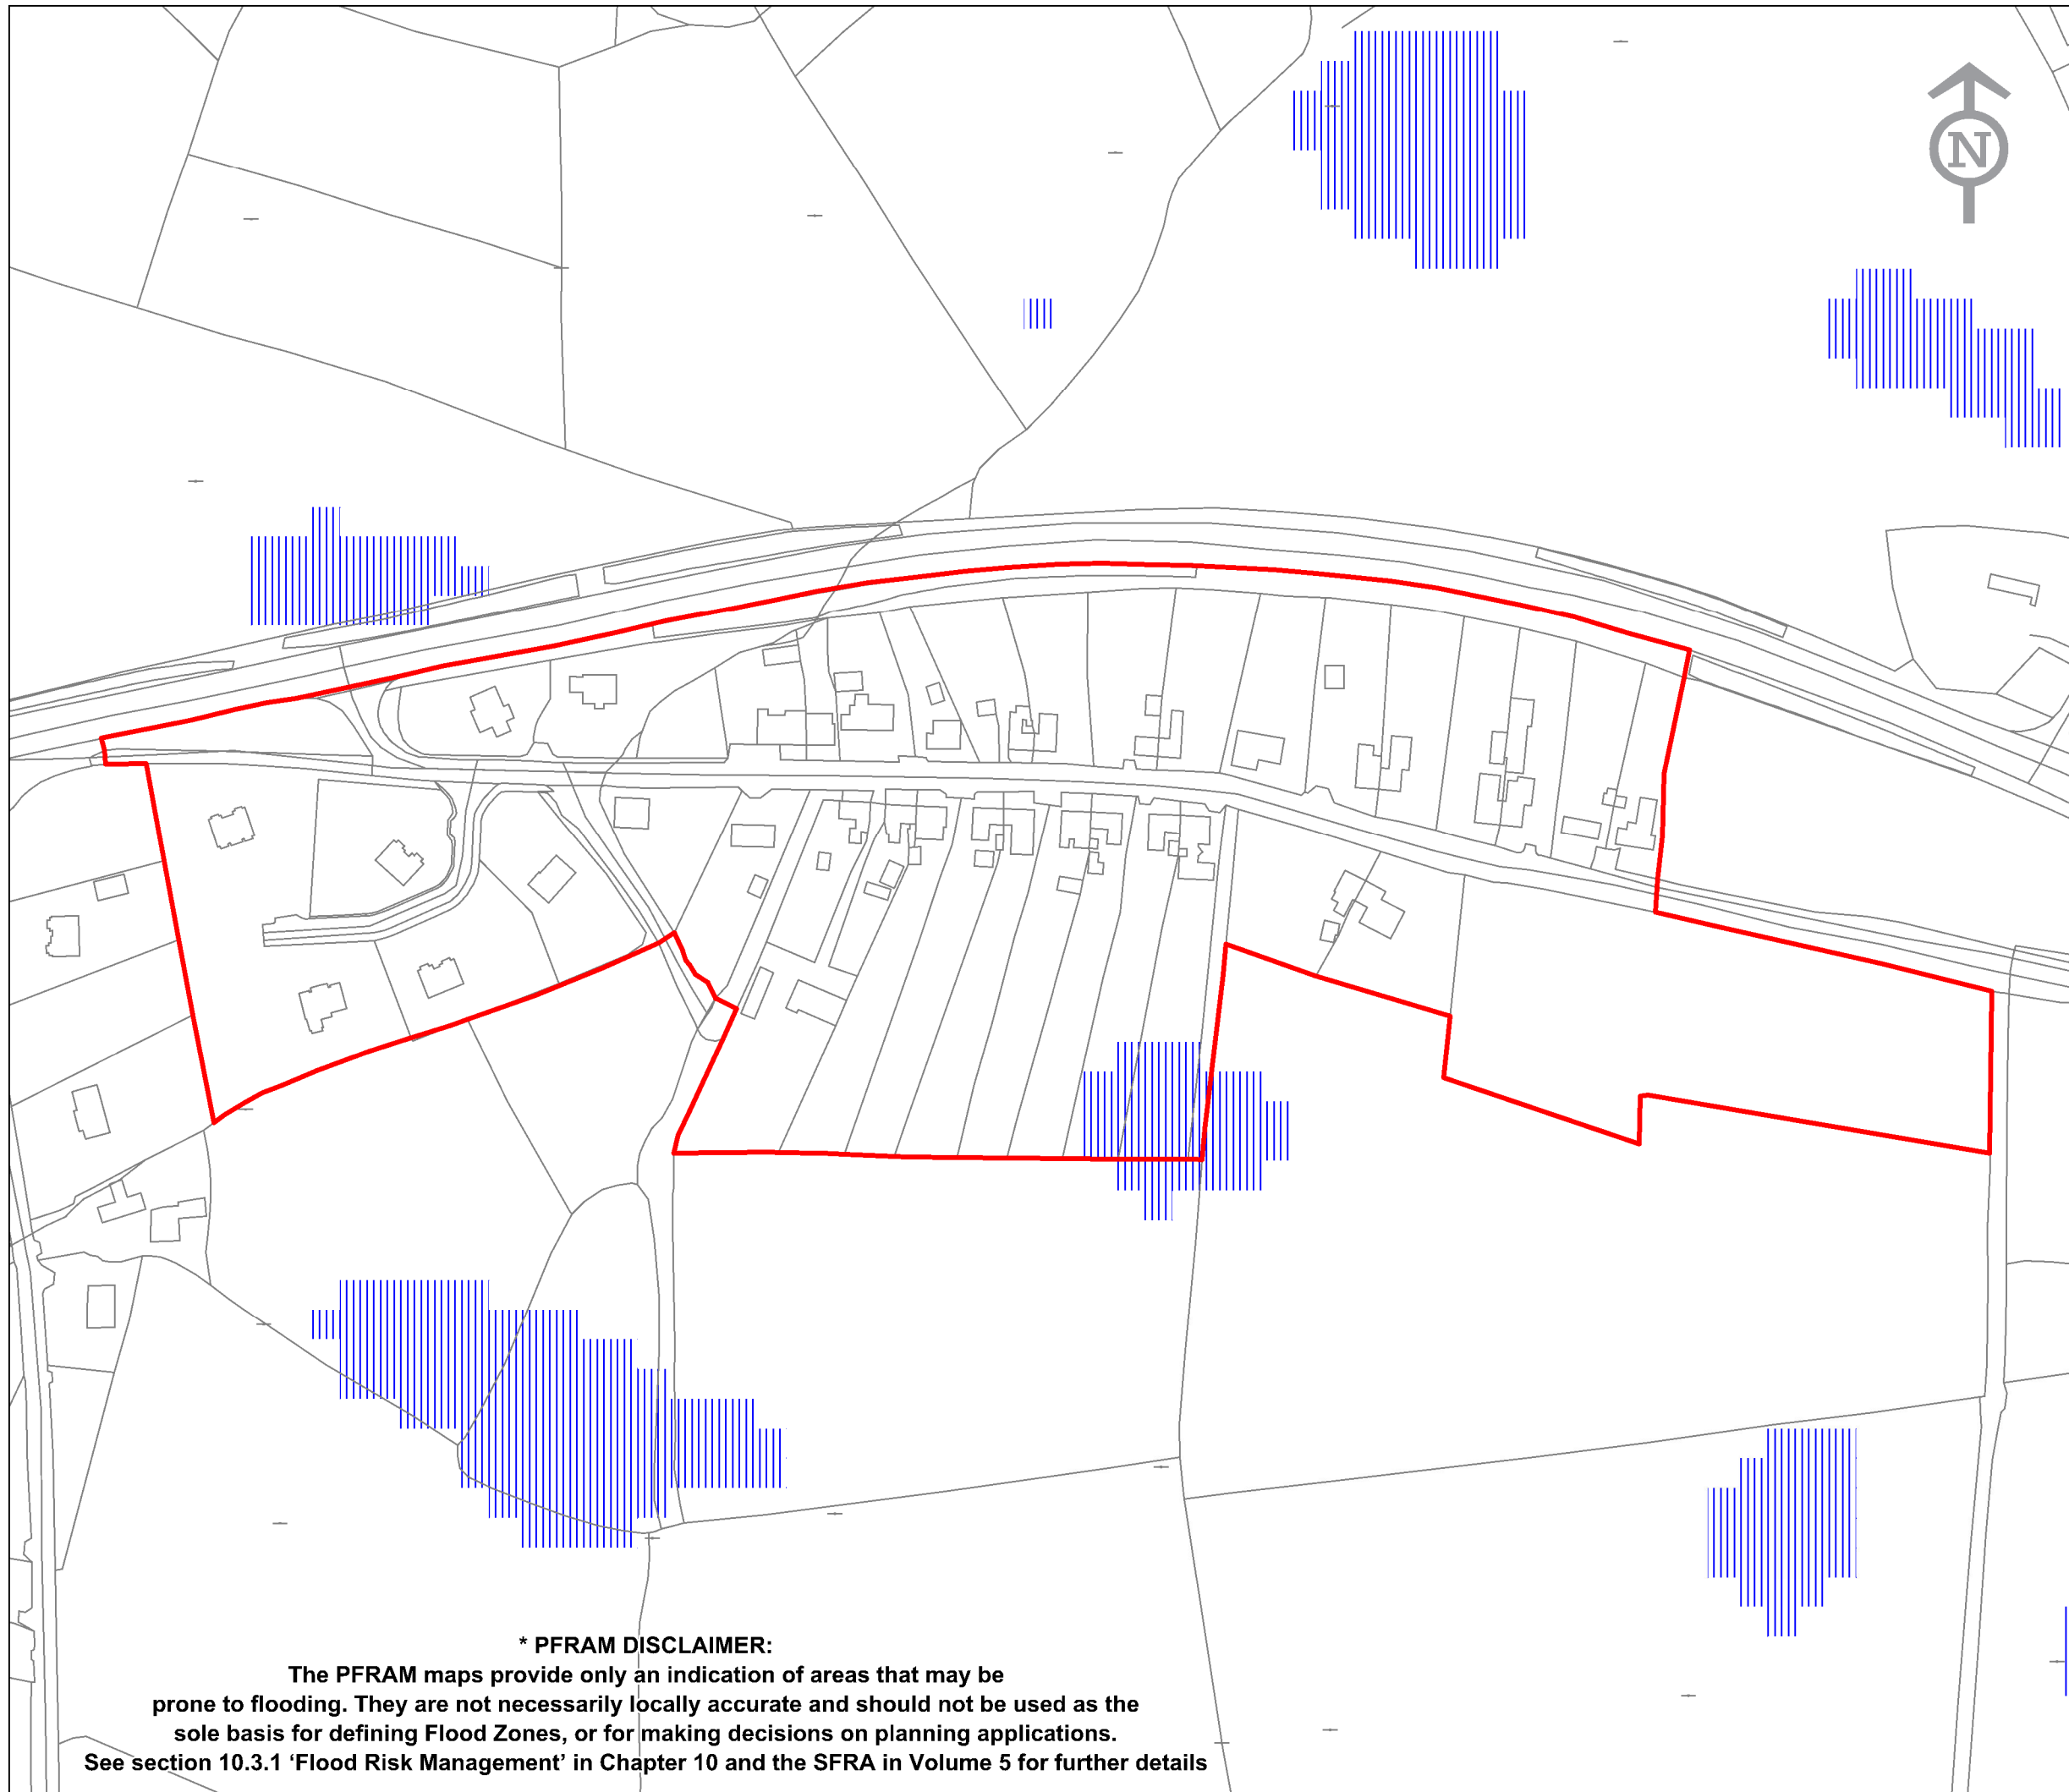 N
* PFRAM DISCLAIMER:
The PFRAM maps provide only an indication of areas that may be
prone to flooding. They are not necessarily locally accurate and should not be used as the
sole basis for defining Flood Zones, or for making decisions on planning applications.
See section 10.3.1 ‘Flood Risk Management’ in Chapter 10 and the SFRA in Volume 5 for further details